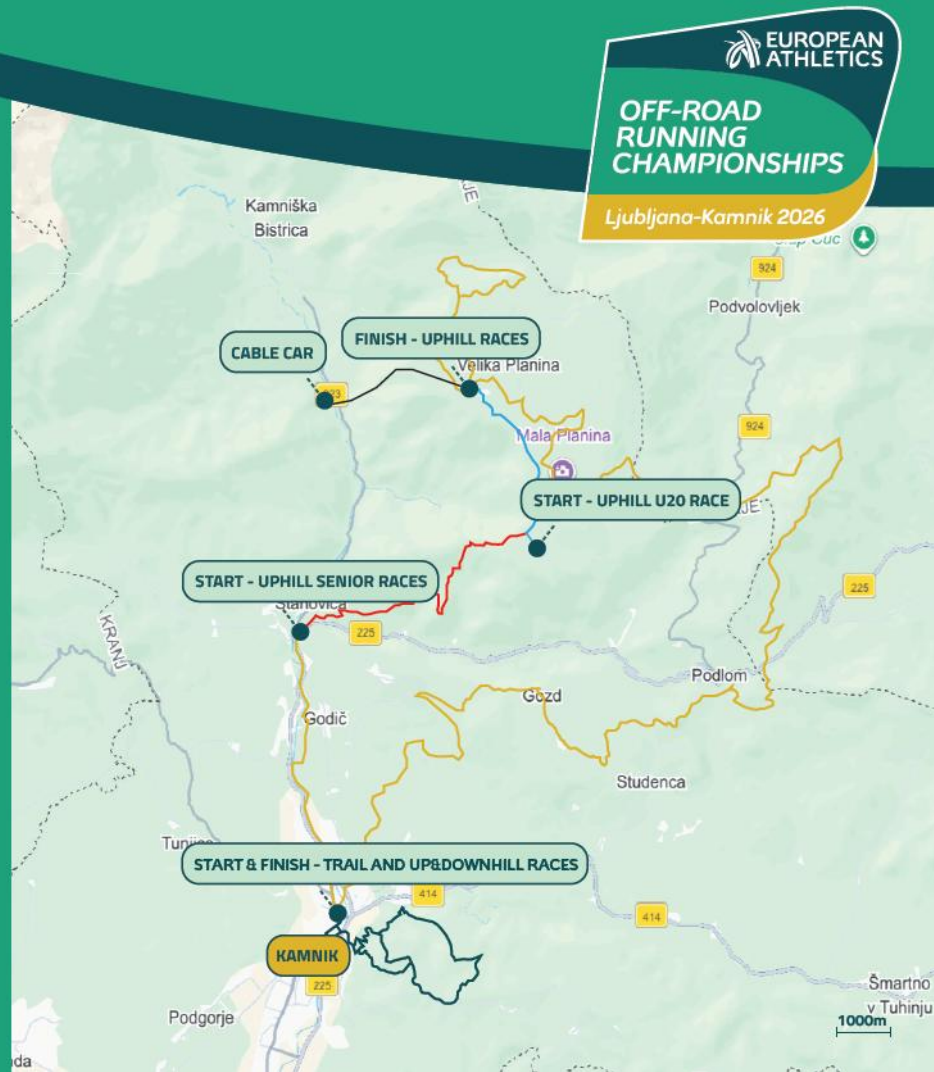 EUROPEAN
ATHLETICS
OFF-ROAD
RUNNING
CHAMPIONSHIPS
Ljubljana-Kamnik 2026
Kamniška
Bistrica
924
Podvolovljek
CABLE CAR
FINISH - UPHILL RACES
Velika Planina
924
Mala Planina
START - UPHILL U20 RACE
START - UPHILL SENIOR RACES
225
225
KRANJ
Podlom
Gozd
Godič
Studenca
START & FINISH - TRAIL AND UP&DOWNHILL RACES
414
414
KAMNIK
225
Šmartno
v Tuhinju
Podgorje
1000m